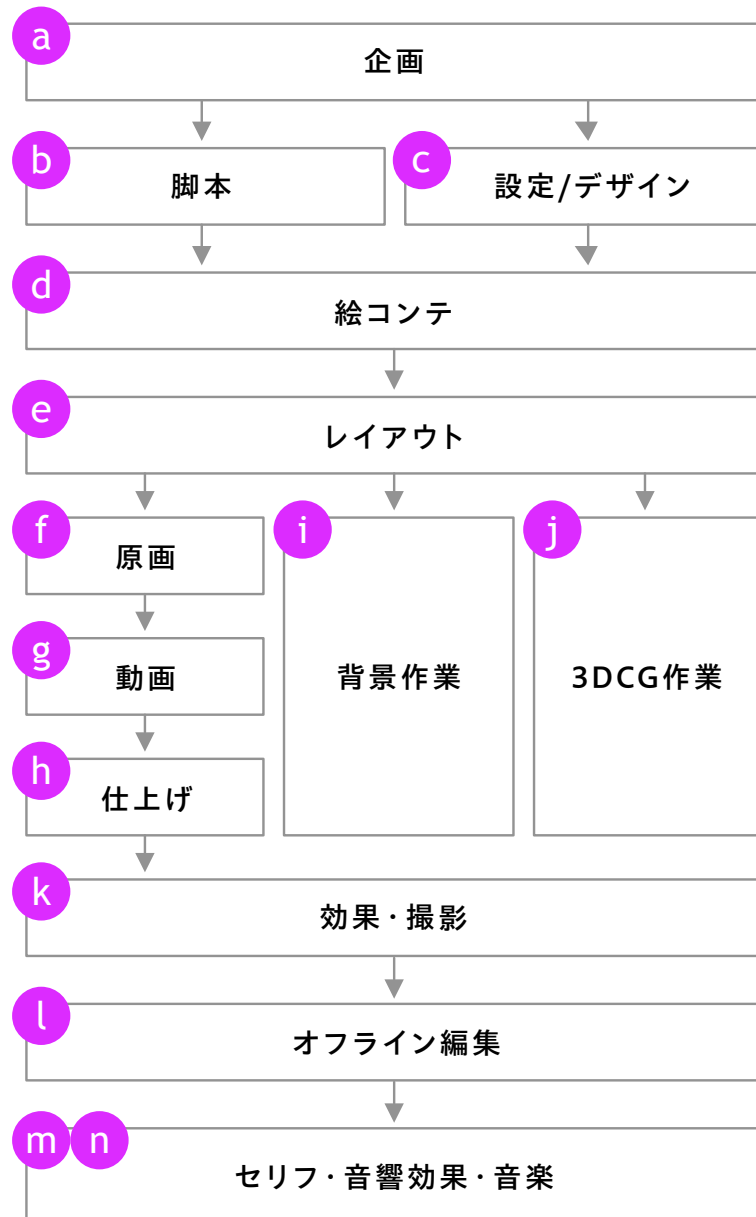 a
企画
b
脚本
c
設定/デザイン
d
絵コンテ
e
レイアウト
f
原画
i
背景作業
j
3DCG作業
g
動画
h
仕上げ
k
効果・撮影
l
オフライン編集
m
n
セリフ・音響効果・音楽